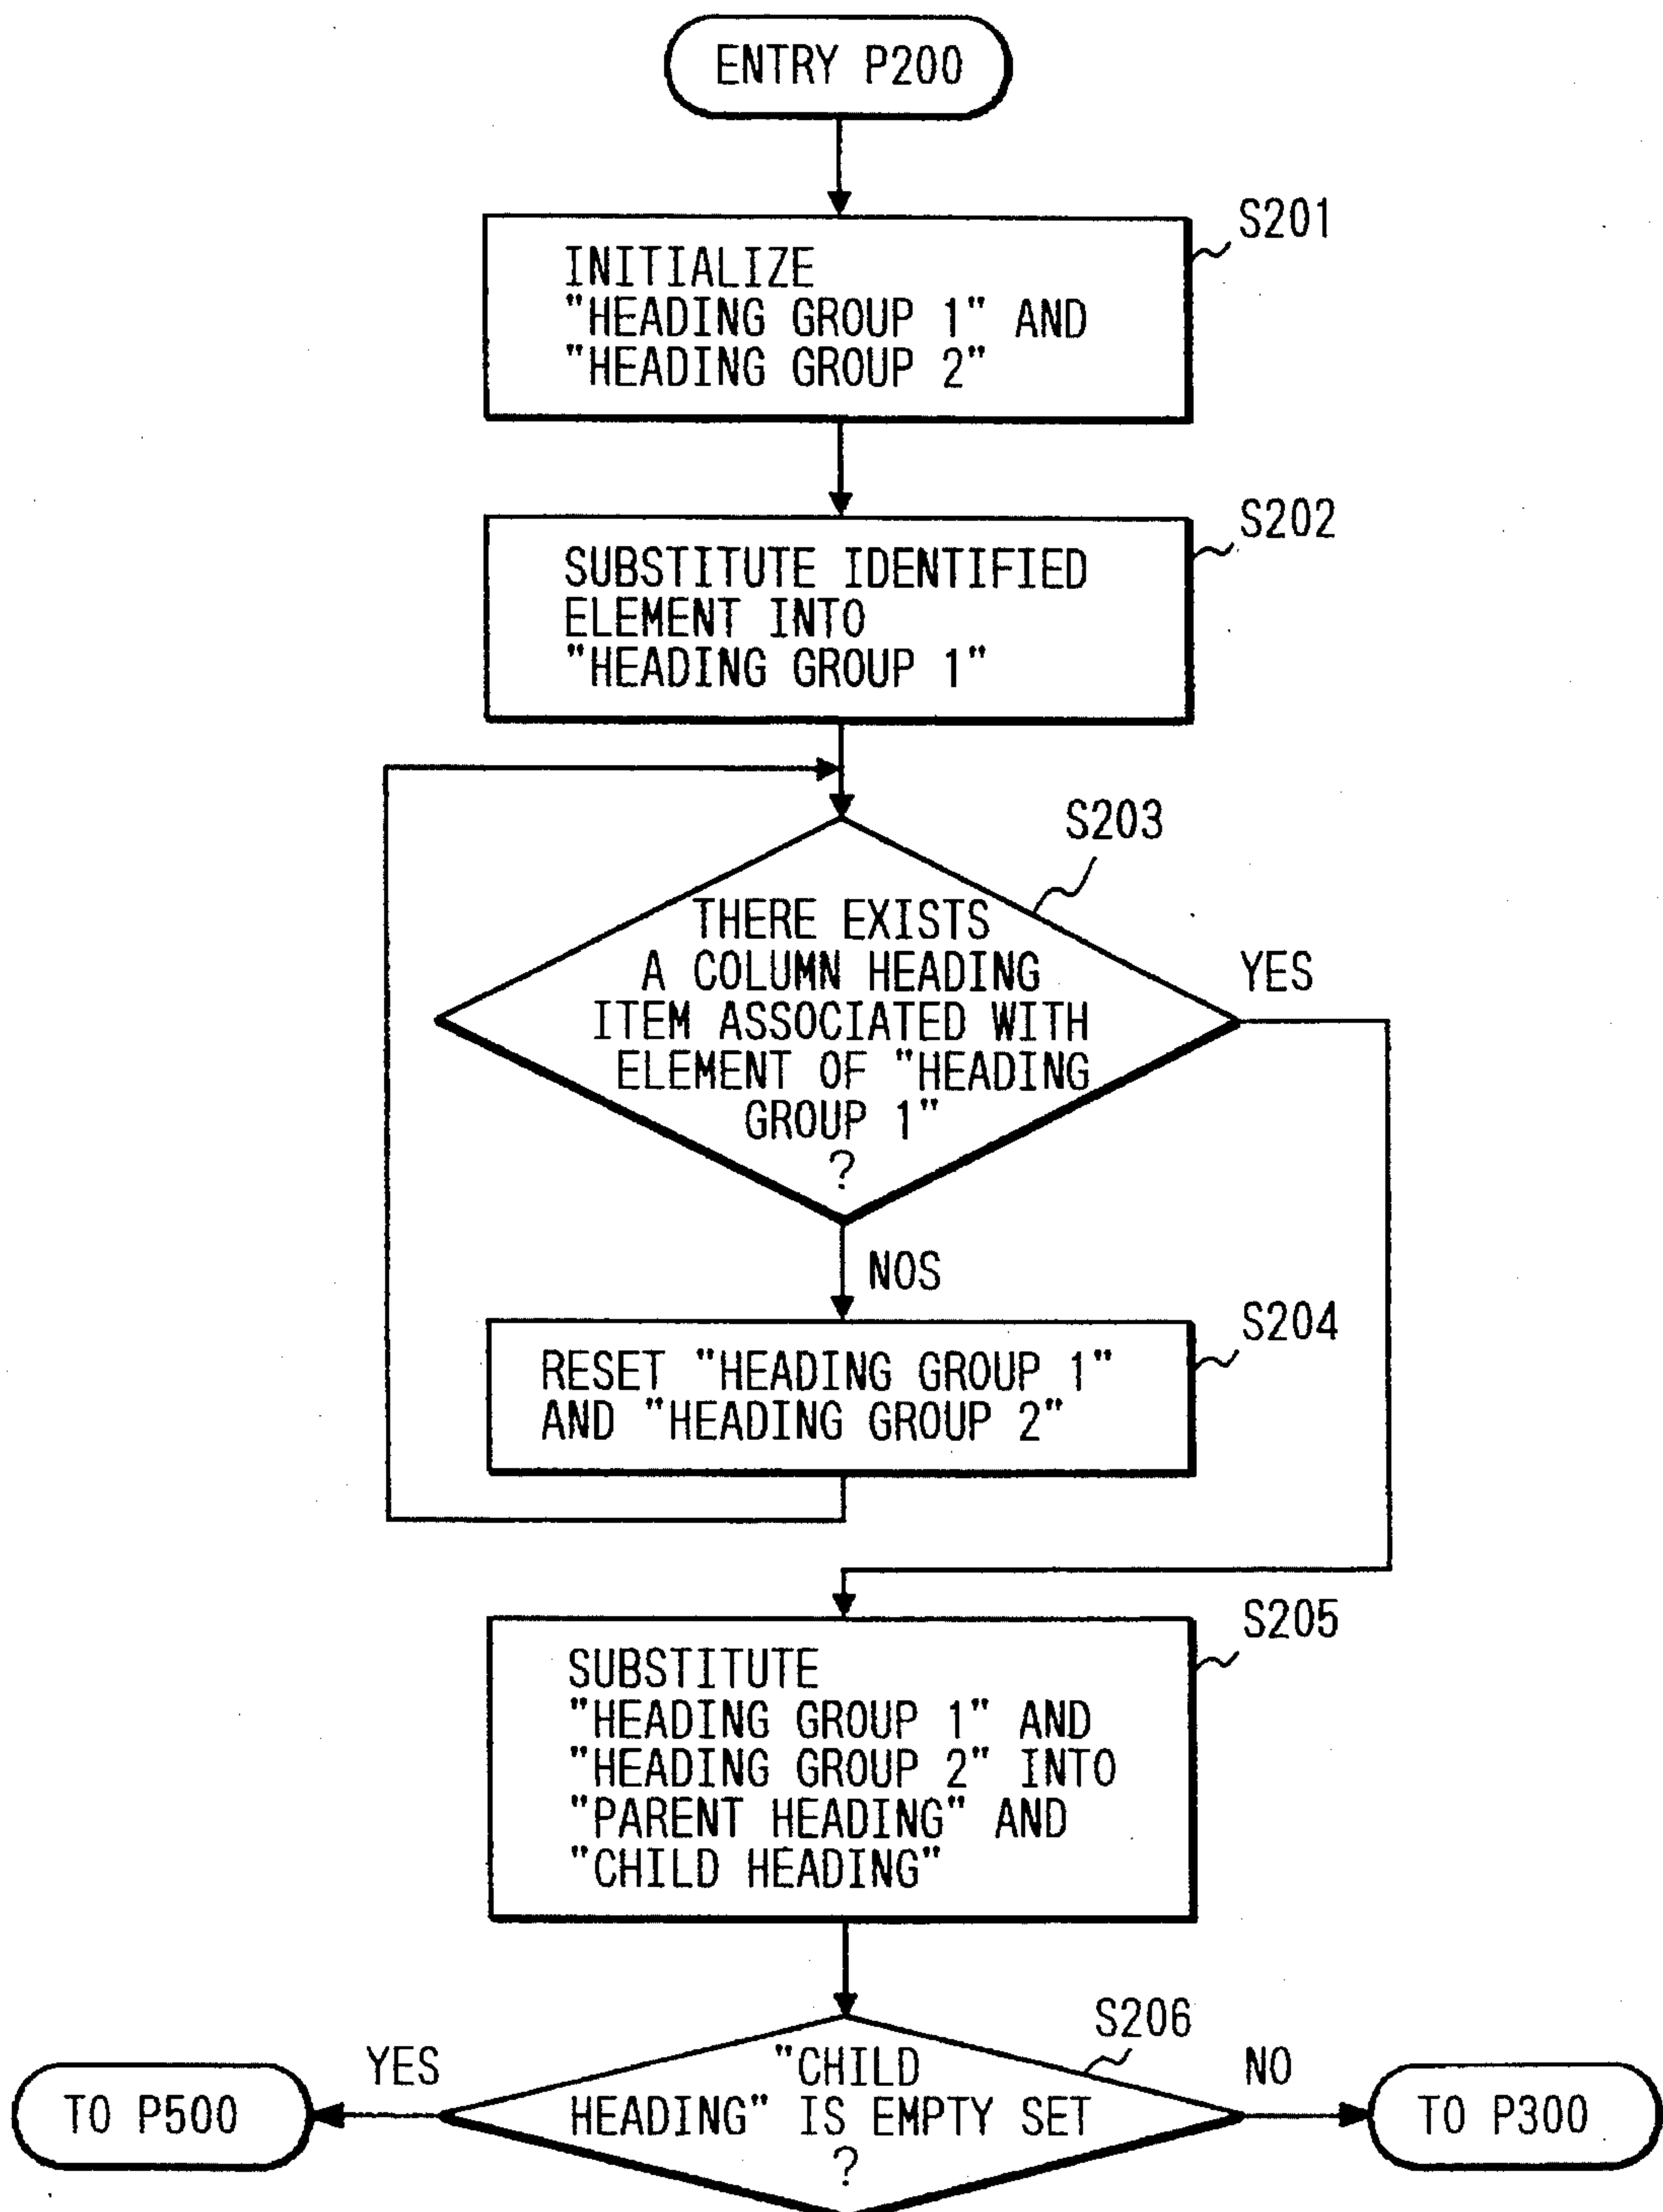 ENTRY P200
S201
INITIALIZE
"HEADING GROUP 1" AND
"HEADING GROUP 2"
S202
SUBSTITUTE IDENTIFIED
ELEMENT INTO
"HEADING GROUP 1"
S203
THERE EXISTS
A COLUMN HEADING
ITEM ASSOCIATED WITH
ELEMENT OF "HEADING
GROUP 1"
?
YES
NOS
S204
RESET "HEADING GROUP 1"
AND "HEADING GROUP 2"
S205
SUBSTITUTE
"HEADING GROUP 1" AND
"HEADING GROUP 2" INTO
"PARENT HEADING" AND
"CHILD HEADING"
S206
"CHILD
HEADING" IS EMPTY SET
?
YES
NO
TO P500
TO P300